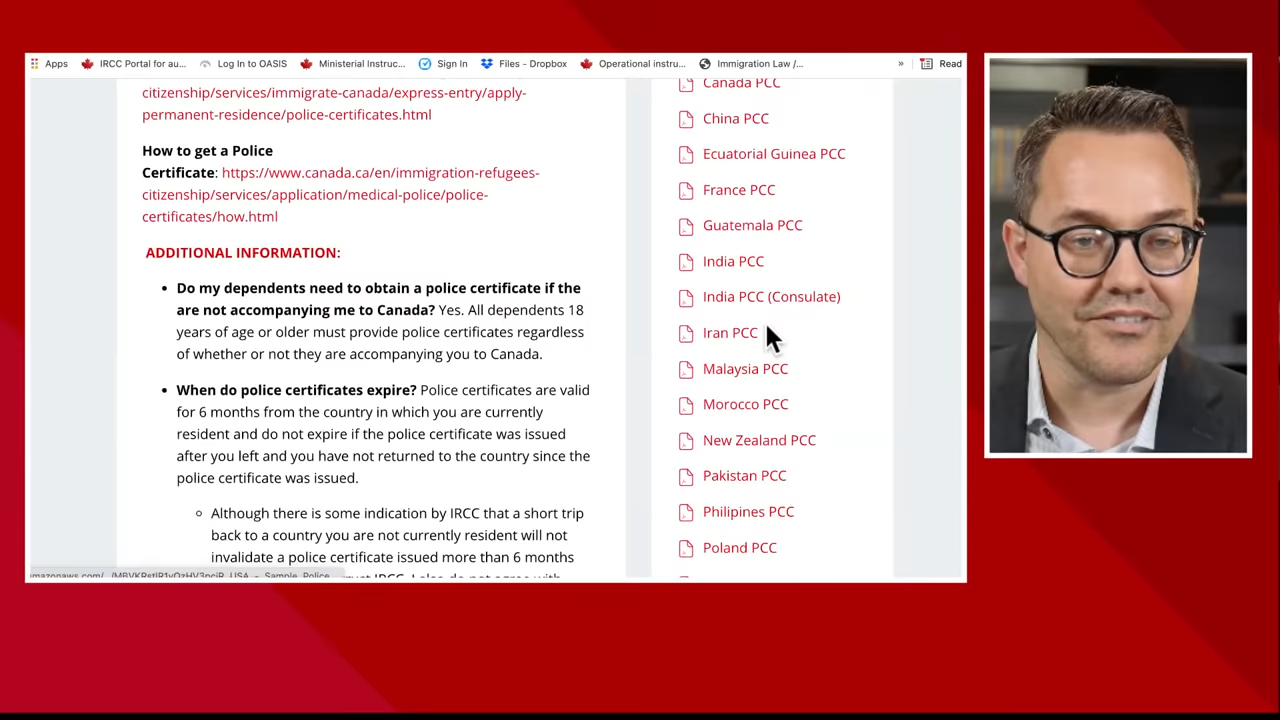 Apps
IRCC Portal for au...
Log In to OASIS
Ministerial Instruc...
Sign In
Files - Dropbox
Operational instru...
Immigration Law /...
»
Read
citizenship/services/immigrate-canada/express-entry/apply-
permanent-residence/police-certificates.html
How to get a Police
Certificate: https://www.canada.ca/en/immigration-refugees-
citizenship/services/application/medical-police/police-
certificates/how.html
ADDITIONAL INFORMATION:
• Do my dependents need to obtain a police certificate if the
are not accompanying me to Canada? Yes. All dependents 18
years of age or older must provide police certificates regardless
of whether or not they are accompanying you to Canada.
• When do police certificates expire? Police certificates are valid
for 6 months from the country in which you are currently
resident and do not expire if the police certificate was issued
after you left and you have not returned to the country since the
police certificate was issued.
Although there is some indication by IRCC that a short trip
back to a country you are not currently resident will not
invalidate a police certificate issued more than 6 months
Canada PCC
China PCC
Ecuatorial Guinea PCC
France PCC
Guatemala PCC
India PCC
India PCC (Consulate)
Iran PCC
Malaysia PCC
Morocco PCC
New Zealand PCC
Pakistan PCC
Philipines PCC
Poland PCC